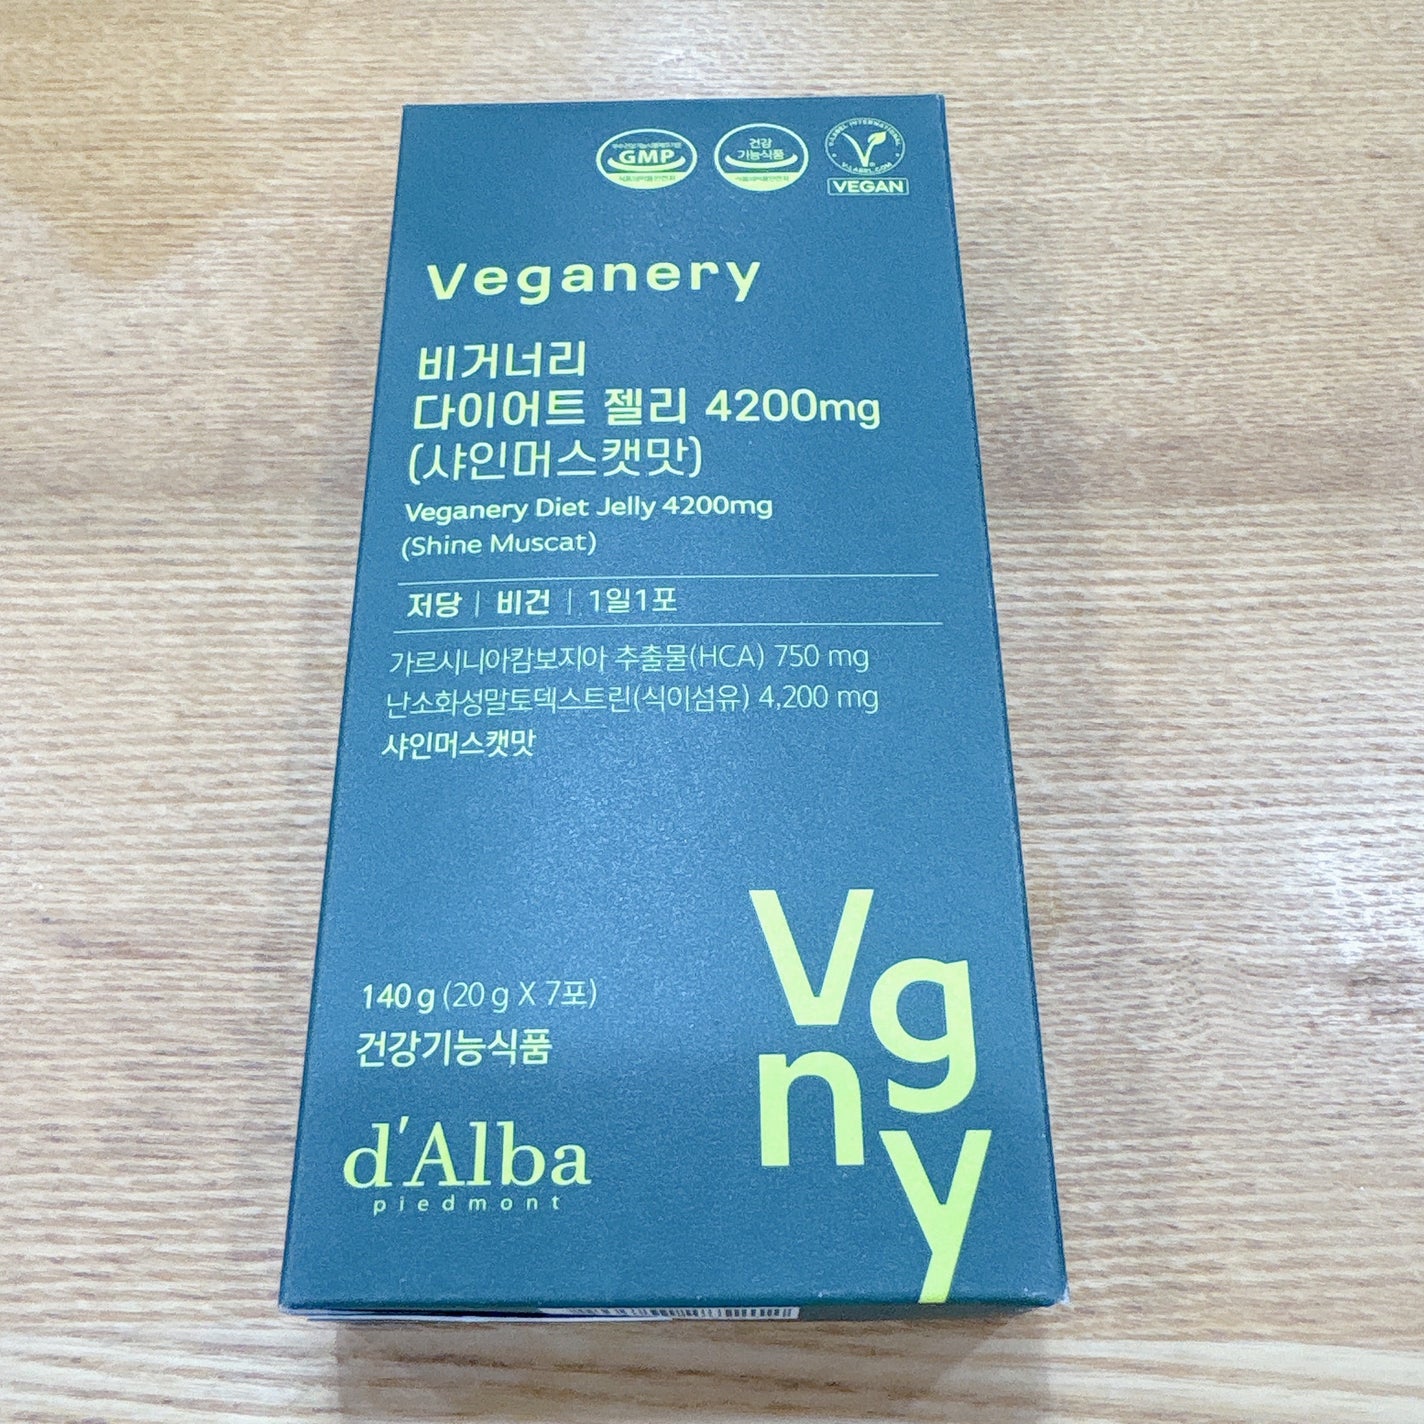 GMP
건강
기능식품
V-LABEL INTERNATIONAL
V-LABEL.COM
VEGAN
Veganery
비거너리
다이어트 젤리 4200mg
(샤인머스캣맛)
Veganery Diet Jelly 4200mg
(Shine Muscat)
저당 | 비건 | 1일1포
가르시니아캄보지아 추출물(HCA) 750 mg
난소화성말토덱스트린(식이섬유) 4,200 mg
샤인머스캣맛
140 g (20 g X 7포)
건강기능식품
d'Alba
piedmont
Vg
ny